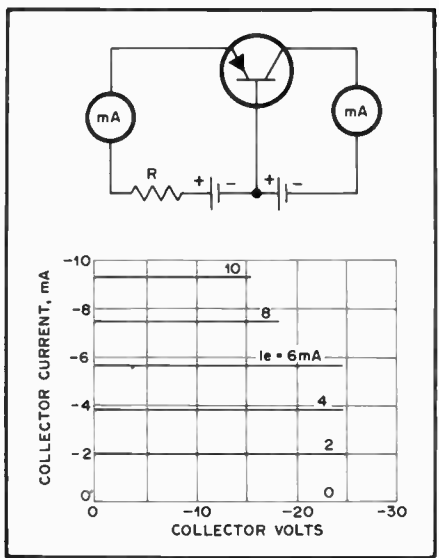 mA
mA
R
+ -
+ -
-10
-8
-6
-4
-2
0
COLLECTOR CURRENT, mA
10
8
Ie = 6mA
4
2
0
0
-10
-20
-30
COLLECTOR VOLTS